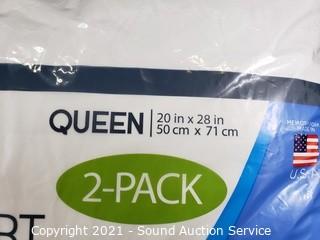 QUEEN 20 in x 28 in
50 cm x 71 cm
2-PACK
Copyright 2021 - Sound Auction Service